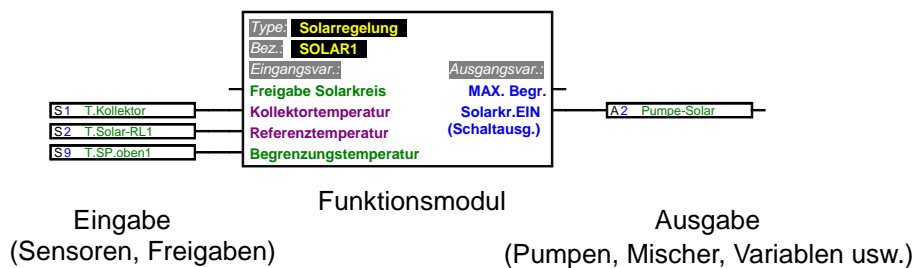 Type: Solarregelung
Bez.: SOLAR1
Eingangsvar.: Ausgangsvar.:
Freigabe Solarkreis MAX. Begr.
S1 T.Kollektor Kollektortemperatur Solarkr.EIN A2 Pumpe-Solar
S2 T.Solar-RL1 Referenztemperatur (Schaltausg.)
S9 T.SP.oben1 Begrenzungstemperatur
Funktionsmodul
Eingabe Ausgabe
(Sensoren, Freigaben) (Pumpen, Mischer, Variablen usw.)